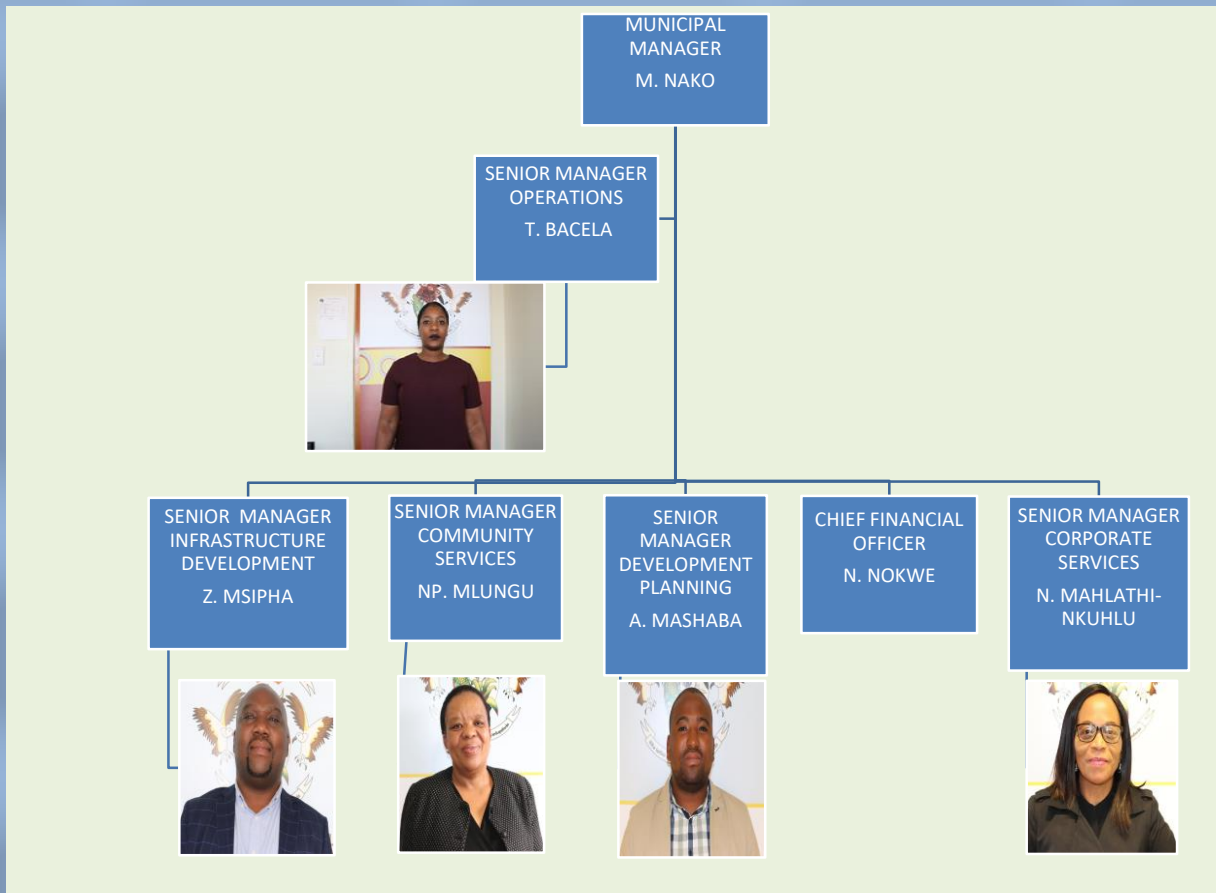 MUNICIPAL
MANAGER
M. NAKO
SENIOR MANAGER
OPERATIONS
T. BACELA
SENIOR MANAGER
INFRASTRUCTURE
DEVELOPMENT
Z. MSIPHA
SENIOR MANAGER
COMMUNITY
SERVICES
NP. MLUNGU
SENIOR
MANAGER
DEVELOPMENT
PLANNING
A. MASHABA
CHIEF FINANCIAL
OFFICER
N. NOKWE
SENIOR MANAGER
CORPORATE
SERVICES
N. MAHLATHI-
NKUHLU